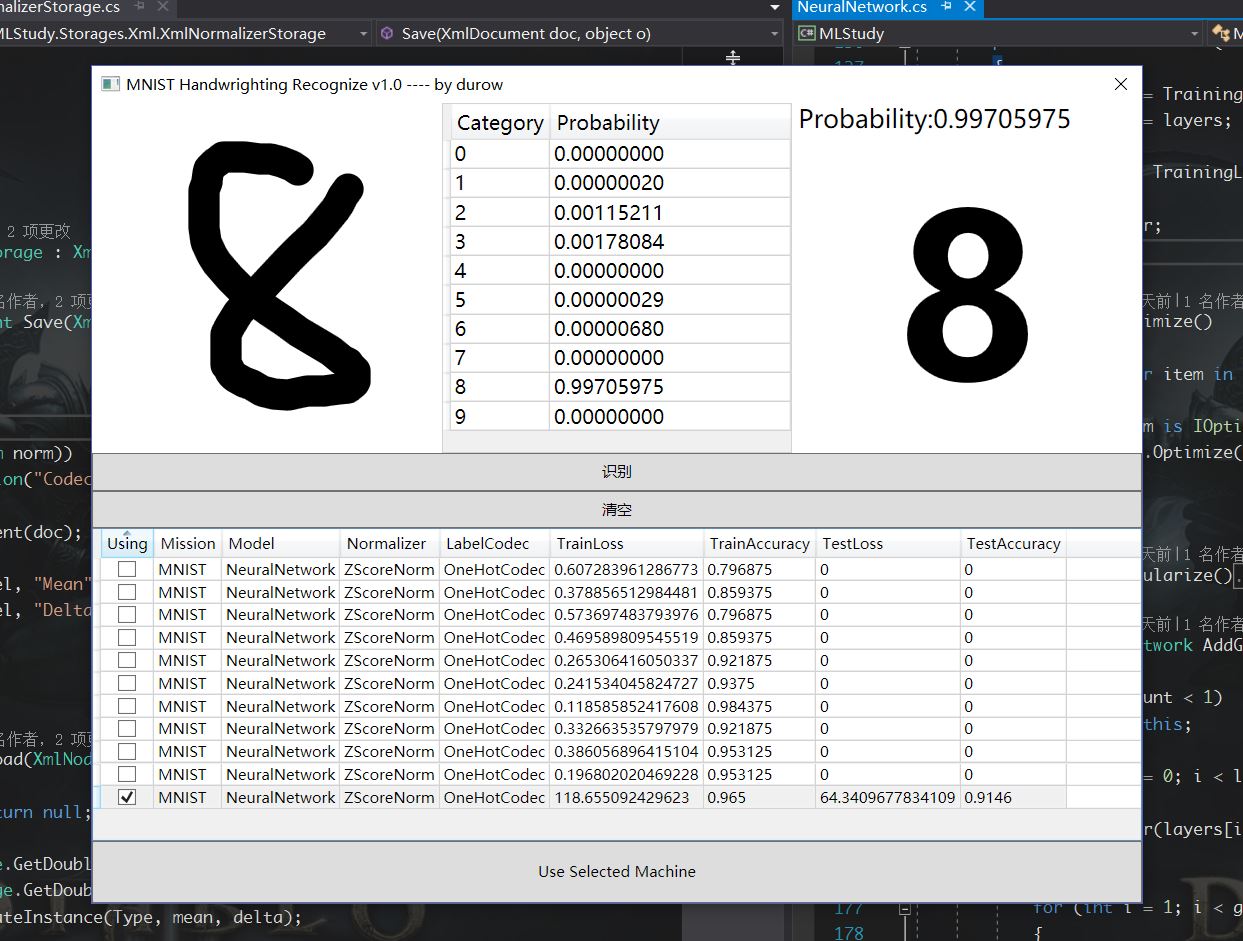 nalizerStorage.cs
NeuralNetwork.cs
MLStudy.Storages.Xml.XmlNormalizerStorage
Save(XmlDocument doc, object o)
C# MLStudy
MNIST Handwrighting Recognize v1.0 ---- by durow
8
Category Probability
0 0.00000000
1 0.00000020
2 0.00115211
3 0.00178084
4 0.00000000
5 0.00000029
6 0.00000680
7 0.00000000
8 0.99705975
9 0.00000000
Probability:0.99705975
8
识别
清空
Using Mission Model Normalizer LabelCodec TrainLoss TrainAccuracy TestLoss TestAccuracy
MNIST NeuralNetwork ZScoreNorm OneHotCodec 0.607283961286773 0.796875 0 0
MNIST NeuralNetwork ZScoreNorm OneHotCodec 0.378856512984481 0.859375 0 0
MNIST NeuralNetwork ZScoreNorm OneHotCodec 0.573697483793976 0.796875 0 0
MNIST NeuralNetwork ZScoreNorm OneHotCodec 0.469589809545519 0.859375 0 0
MNIST NeuralNetwork ZScoreNorm OneHotCodec 0.265306416050337 0.921875 0 0
MNIST NeuralNetwork ZScoreNorm OneHotCodec 0.241534045824727 0.9375 0 0
MNIST NeuralNetwork ZScoreNorm OneHotCodec 0.118585852417608 0.984375 0 0
MNIST NeuralNetwork ZScoreNorm OneHotCodec 0.332663535797979 0.921875 0 0
MNIST NeuralNetwork ZScoreNorm OneHotCodec 0.386056896415104 0.953125 0 0
MNIST NeuralNetwork ZScoreNorm OneHotCodec 0.196802020469228 0.953125 0 0
MNIST NeuralNetwork ZScoreNorm OneHotCodec 118.655092429623 0.965 64.3409677834109 0.9146
Use Selected Machine
2 项更改
orage : Xm
名作者, 2 项更
nt Save(Xm
norm))
ion("Codec
ent(doc);
el, "Mean"
el, "Delta
名作者, 2 项更
oad(XmlNod
urn null;
e.GetDoubl
ge.GetDoub
ateInstance(Type, mean, delta);
= Training
= layers;
TrainingL
r;
天前|1 名作者
imize()
r item in
m is IOpti
.Optimize(
天前|1 名作者
ularize()
天前|1 名作者
twork AddG
unt < 1)
this;
= 0; i < l
r(layers[i
177 for (int i = 1; i < g
178 {